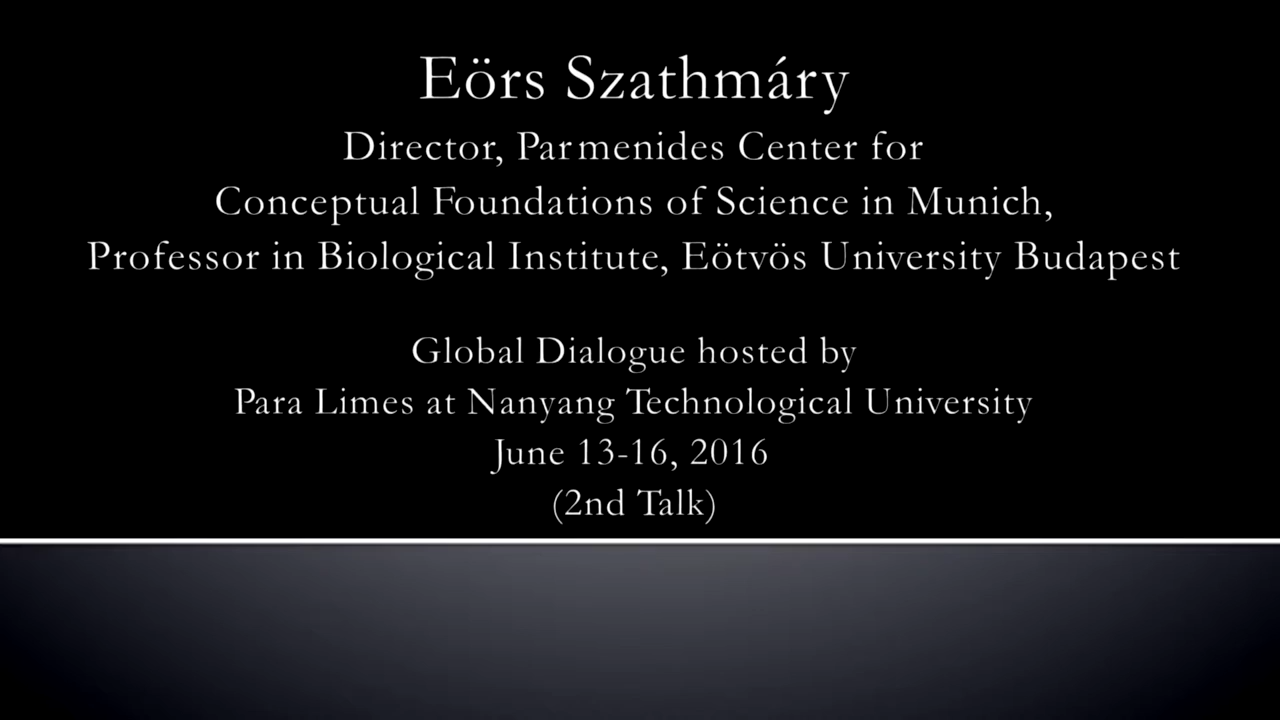 Eörs Szathmáry
Director, Parmenides Center for
Conceptual Foundations of Science in Munich,
Professor in Biological Institute, Eötvös University Budapest
Global Dialogue hosted by
Para Limes at Nanyang Technological University
June 13-16, 2016
(2nd Talk)